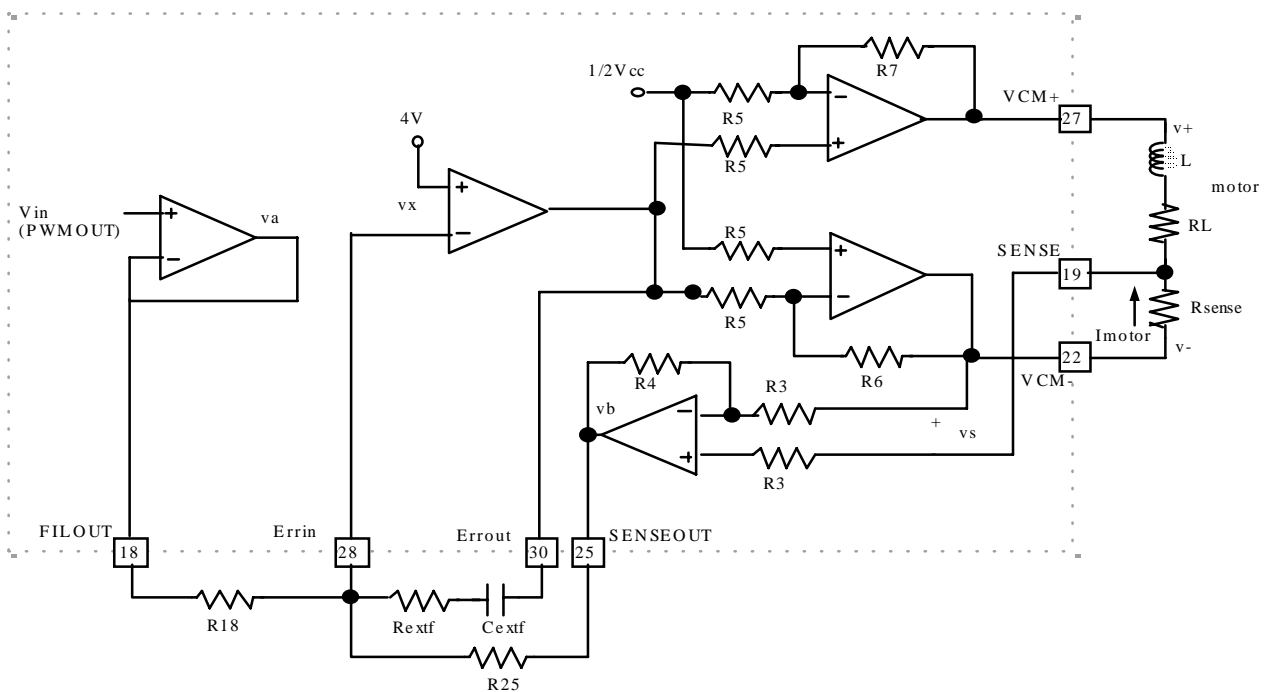 R7
1/2Vcc
VCM+
R5
27
v+
4V
L
R5
motor
vx
va
Vin
(PWMOUT)
R5
RL
SENSE
19
R5
Rsense
Imotor
v-
22
R6
VCM-
R4
R3
vb
+
vs
R3
FILOUT
Errin
Errout
SENSEOUT
18
28
30
25
R18
Rextf
Cextf
R25